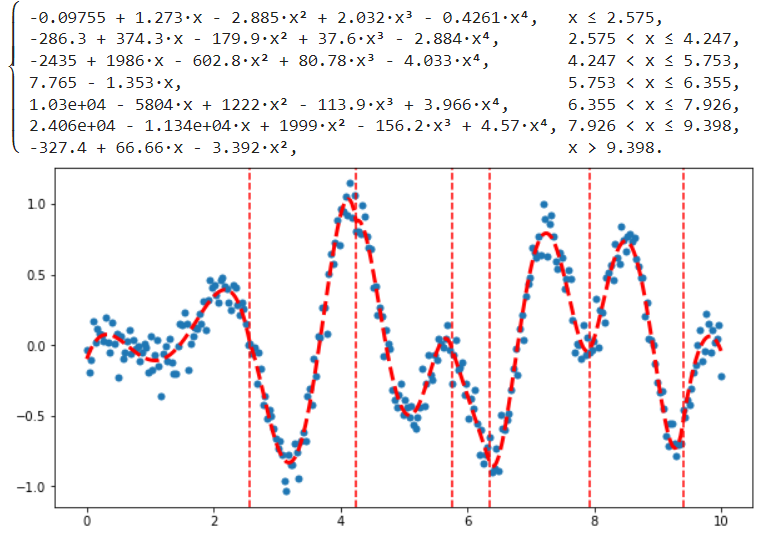 -0.09755 + 1.273·x - 2.885·x² + 2.032·x³ - 0.4261·x⁴, x ≤ 2.575,
-286.3 + 374.3·x - 179.9·x² + 37.6·x³ - 2.884·x⁴, 2.575 < x ≤ 4.247,
-2435 + 1986·x - 602.8·x² + 80.78·x³ - 4.033·x⁴, 4.247 < x ≤ 5.753,
7.765 - 1.353·x, 5.753 < x ≤ 6.355,
1.03e+04 - 5804·x + 1222·x² - 113.9·x³ + 3.966·x⁴, 6.355 < x ≤ 7.926,
2.406e+04 - 1.134e+04·x + 1999·x² - 156.2·x³ + 4.57·x⁴, 7.926 < x ≤ 9.398,
-327.4 + 66.66·x - 3.392·x², x > 9.398.
1.0
0.5
0.0
−0.5
−1.0
0 2 4 6 8 10